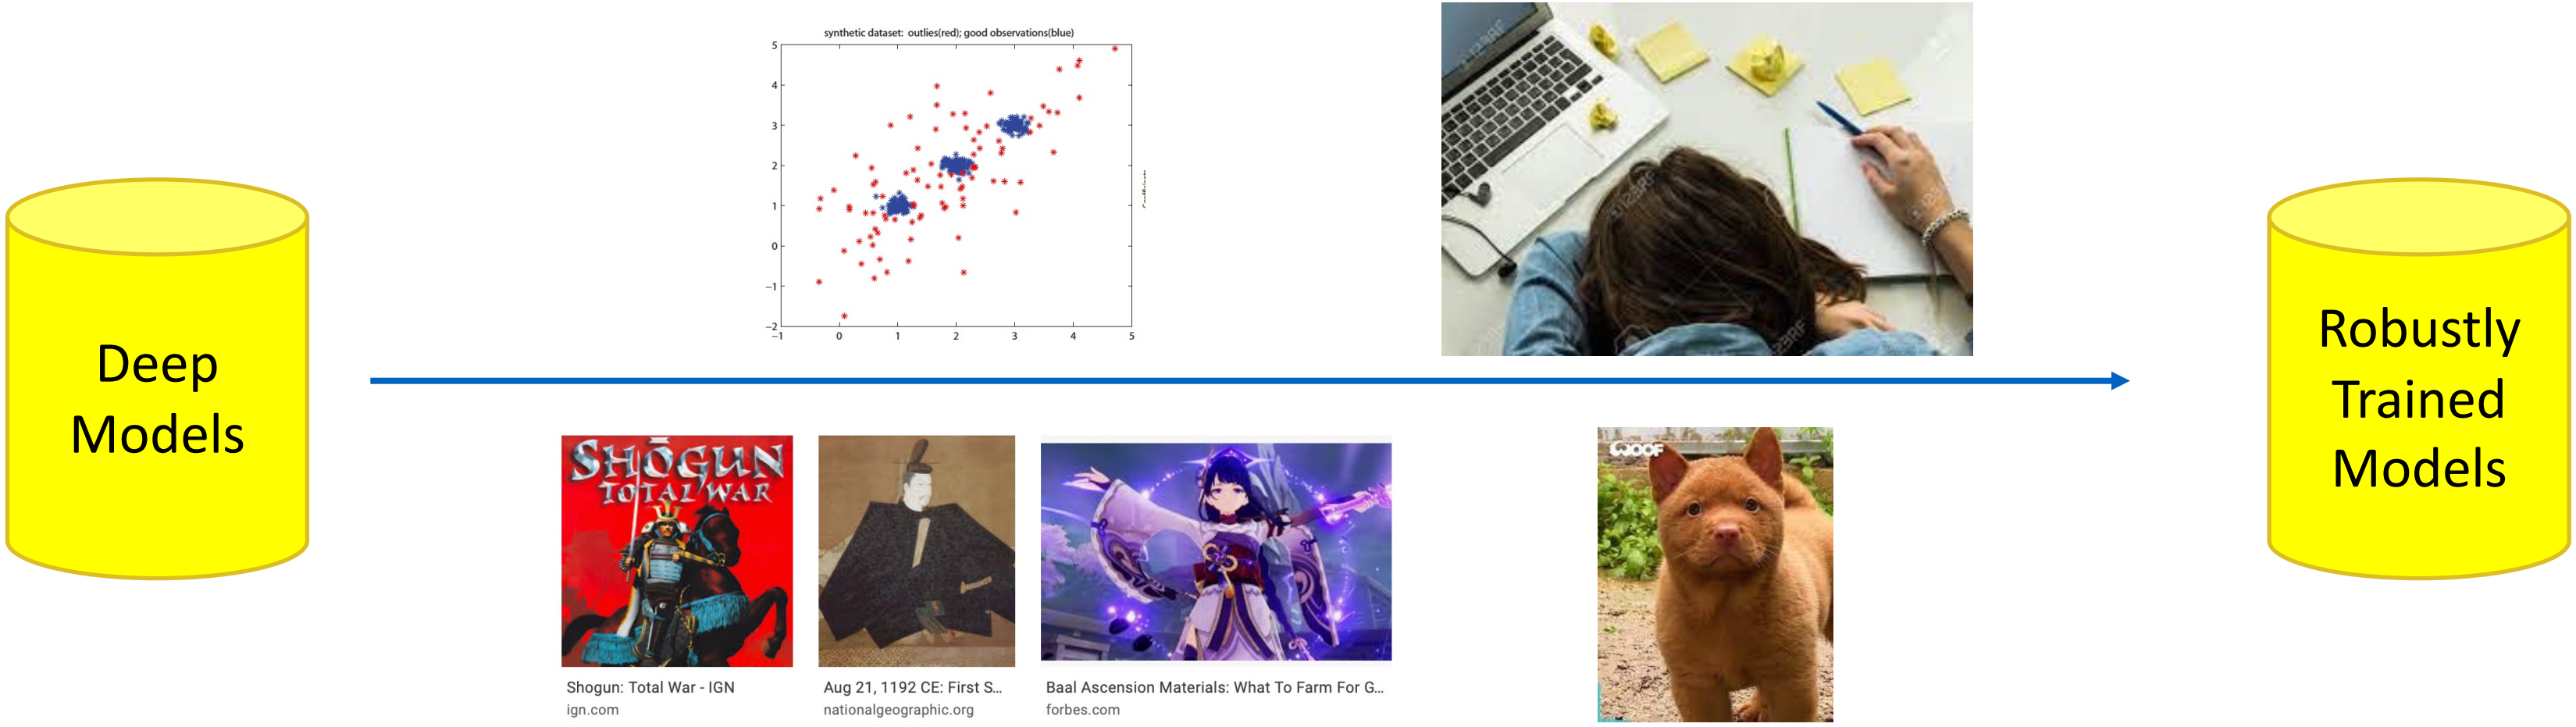 Deep
Models
synthetic dataset: outlies(red); good observations(blue)
5
4
3
2
1
0
−1
−2
−1 0 1 2 3 4 5
123RF
SHŌGUN
TOTAL WAR
Shogun: Total War - IGN
ign.com
Aug 21, 1192 CE: First S...
nationalgeographic.org
Baal Ascension Materials: What To Farm For G...
forbes.com
WOOF
Robustly
Trained
Models